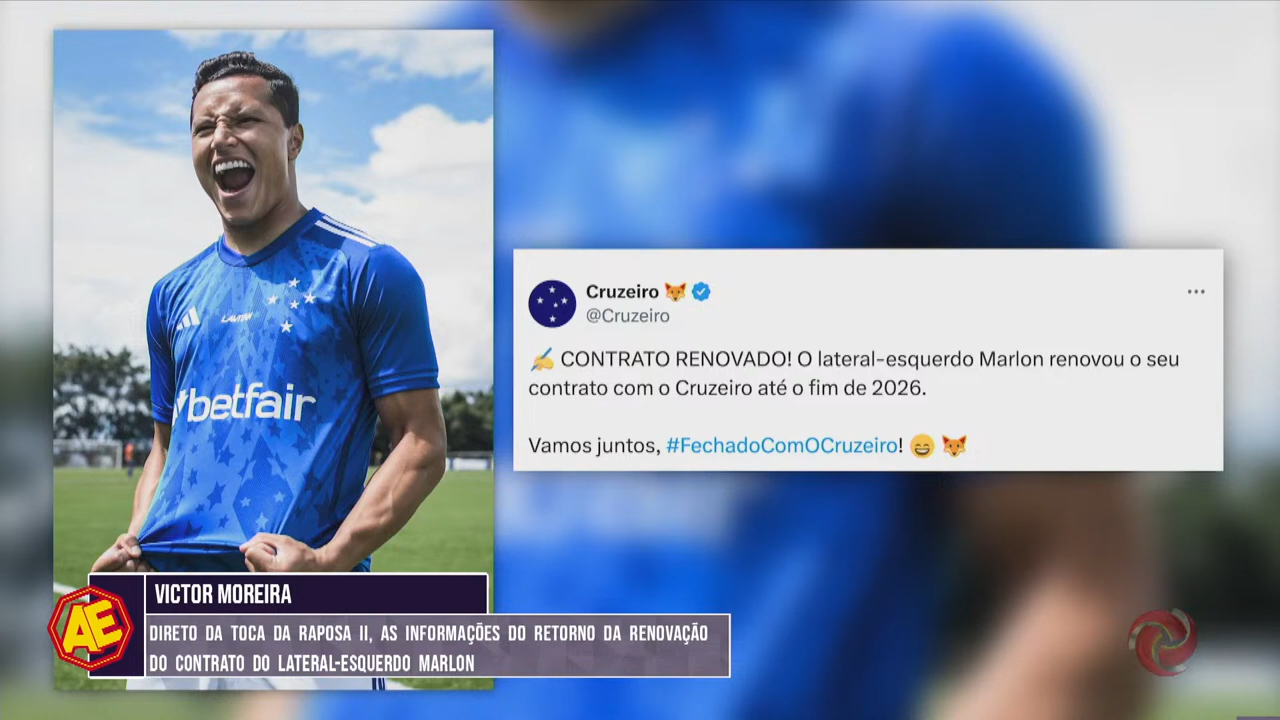 LAVITAN
betfair
Cruzeiro
@Cruzeiro
CONTRATO RENOVADO! O lateral-esquerdo Marlon renovou o seu
contrato com o Cruzeiro até o fim de 2026.
Vamos juntos, #FechadoComOCruzeiro!
AE
VICTOR MOREIRA
DIRETO DA TOCA DA RAPOSA II, AS INFORMAÇÕES DO RETORNO DA RENOVAÇÃO
DO CONTRATO DO LATERAL-ESQUERDO MARLON